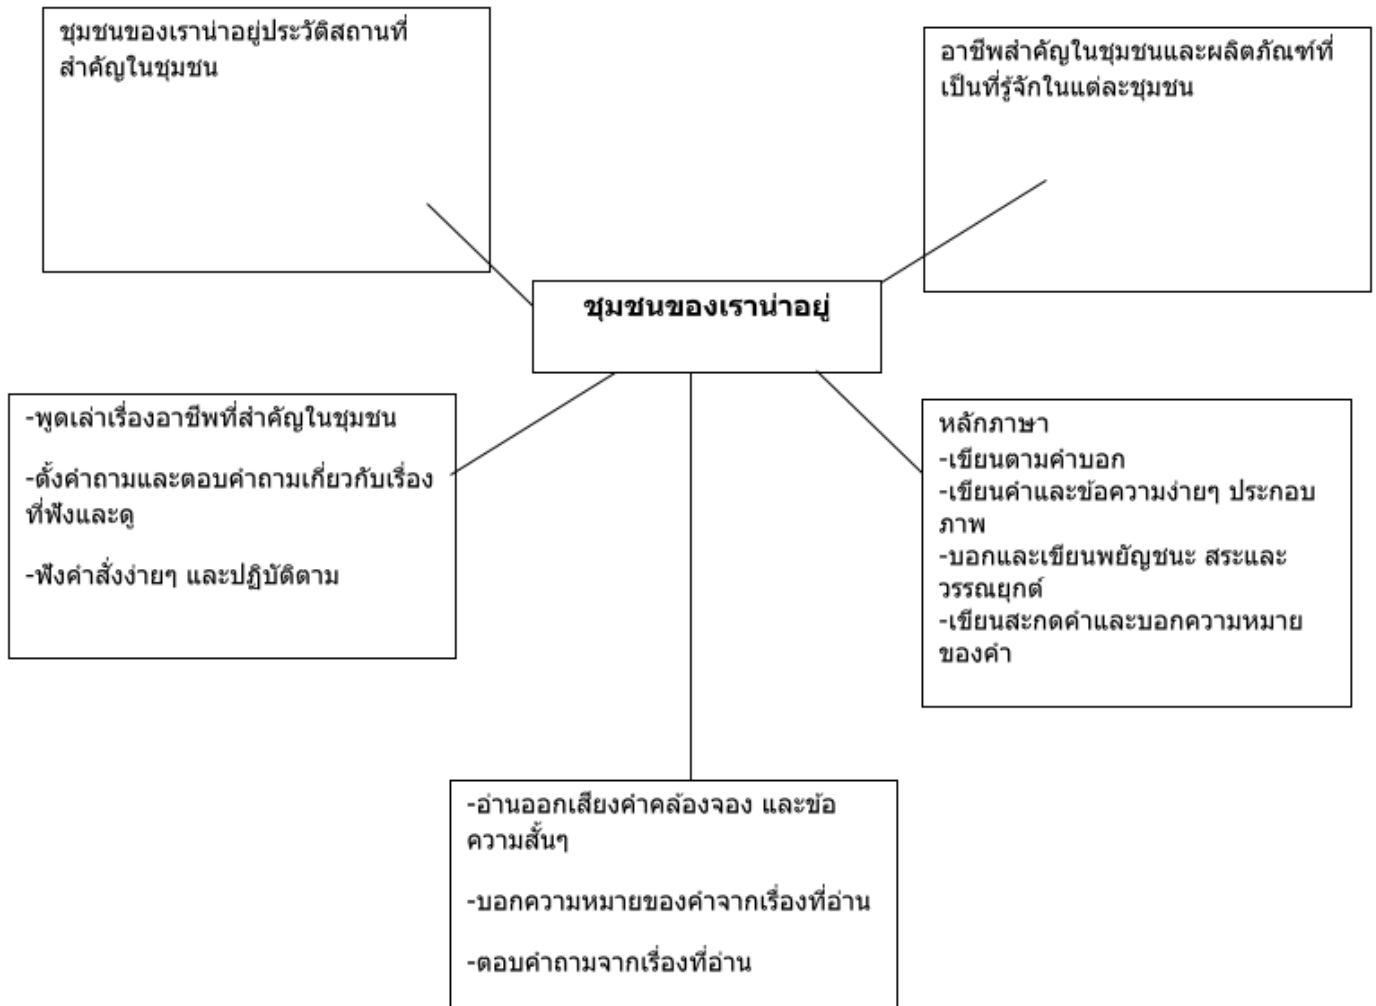 ชุมชนของเราน่าอยู่ประวัติสถานที่
สำคัญในชุมชน
อาชีพสำคัญในชุมชนและผลิตภัณฑ์ที่
เป็นที่รู้จักในแต่ละชุมชน
ชุมชนของเราน่าอยู่
-พูดเล่าเรื่องอาชีพที่สำคัญในชุมชน
-ตั้งคำถามและตอบคำถามเกี่ยวกับเรื่อง
ที่ฟังและดู
-ฟังคำสั่งง่ายๆ และปฏิบัติตาม
หลักภาษา
-เขียนตามคำบอก
-เขียนคำและข้อความง่ายๆ ประกอบ
ภาพ
-บอกและเขียนพยัญชนะ สระและ
วรรณยุกต์
-เขียนสะกดคำและบอกความหมาย
ของคำ
-อ่านออกเสียงคำคล้องจอง และข้อ
ความสั้นๆ
-บอกความหมายของคำจากเรื่องที่อ่าน
-ตอบคำถามจากเรื่องที่อ่าน